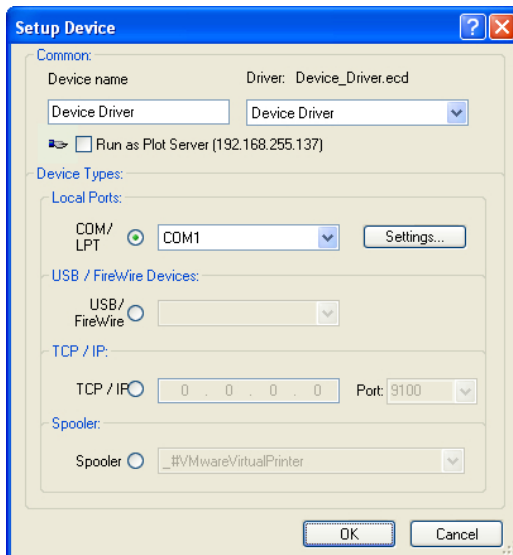 Setup Device
Common:
Device name Driver: Device_Driver.ecd
Device Driver Device Driver
Run as Plot Server (192.168.255.137)
Device Types:
Local Ports:
COM/ LPT COM1 Settings...
USB / FireWire Devices:
USB/ FireWire
TCP / IP:
TCP / IP 0 . 0 . 0 . 0 Port: 9100
Spooler:
Spooler _#VMwareVirtualPrinter
OK Cancel